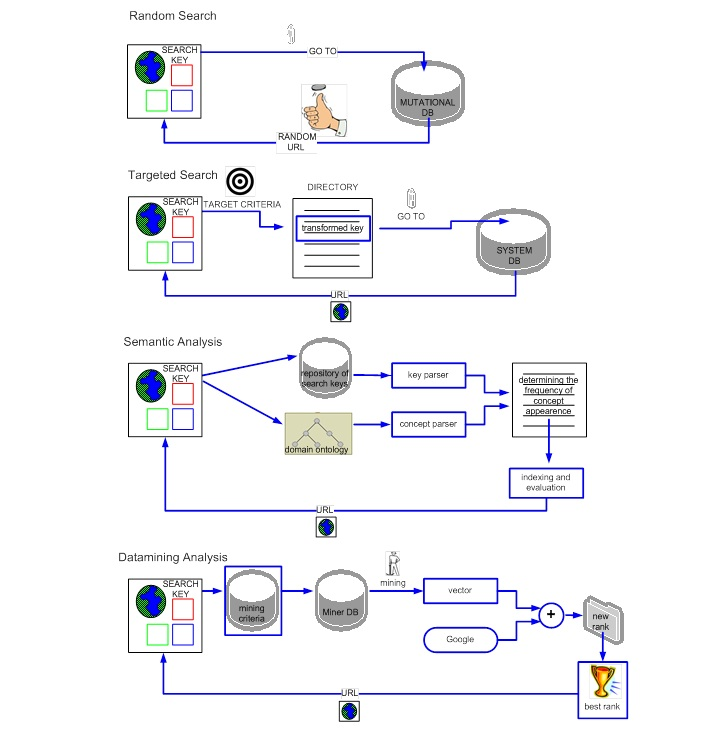 Random Search
SEARCH
KEY
GO TO
MUTATIONAL
DB
RANDOM
URL
Targeted Search
SEARCH
KEY
TARGET CRITERIA
DIRECTORY
transformed key
GO TO
SYSTEM
DB
URL
Semantic Analysis
SEARCH
KEY
repository of
search keys
key parser
domain ontology
concept parser
determining the
frequency of
concept
appearence
indexing and
evaluation
URL
Datamining Analysis
SEARCH
KEY
mining
criteria
Miner DB
mining
vector
Google
+
new
rank
best rank
URL